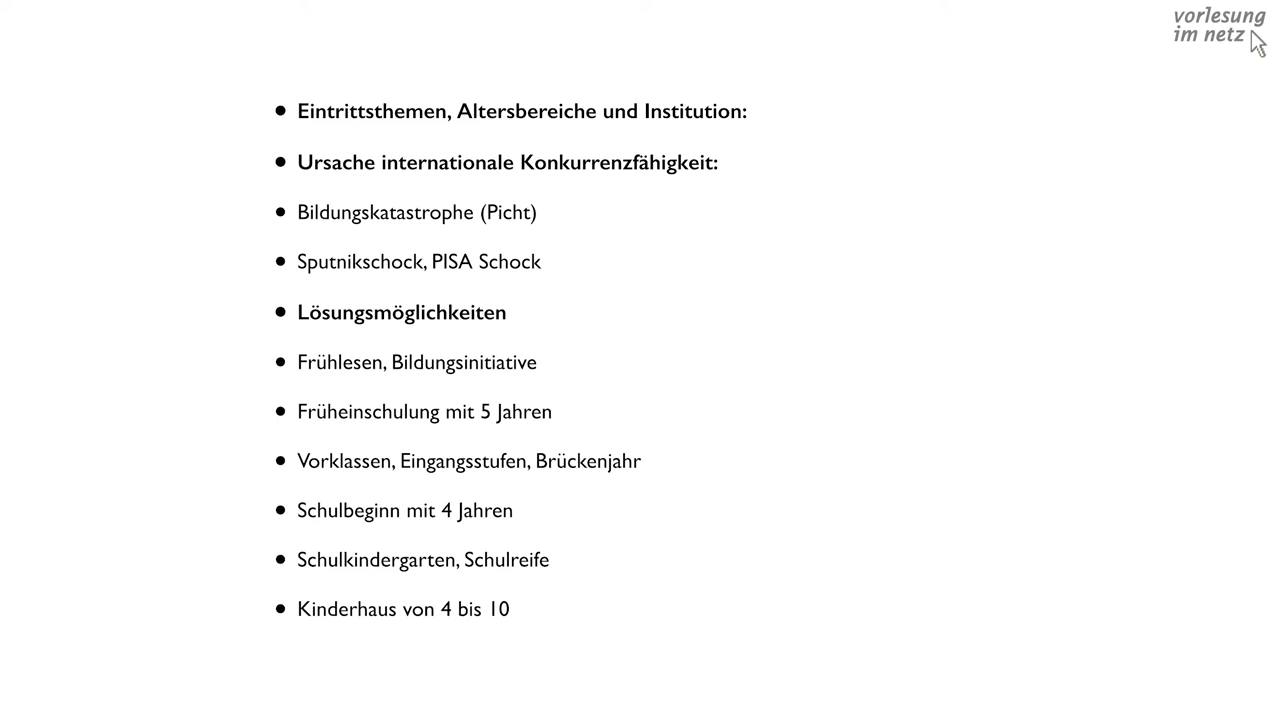 vorlesung
im netz
• Eintrittsthemen, Altersbereiche und Institution:
• Ursache internationale Konkurrenzfähigkeit:
• Bildungskatastrophe (Picht)
• Sputnikschock, PISA Schock
• Lösungsmöglichkeiten
• Frühlesen, Bildungsinitiative
• Früheinschulung mit 5 Jahren
• Vorklassen, Eingangsstufen, Brückenjahr
• Schulbeginn mit 4 Jahren
• Schulkindergarten, Schulreife
• Kinderhaus von 4 bis 10